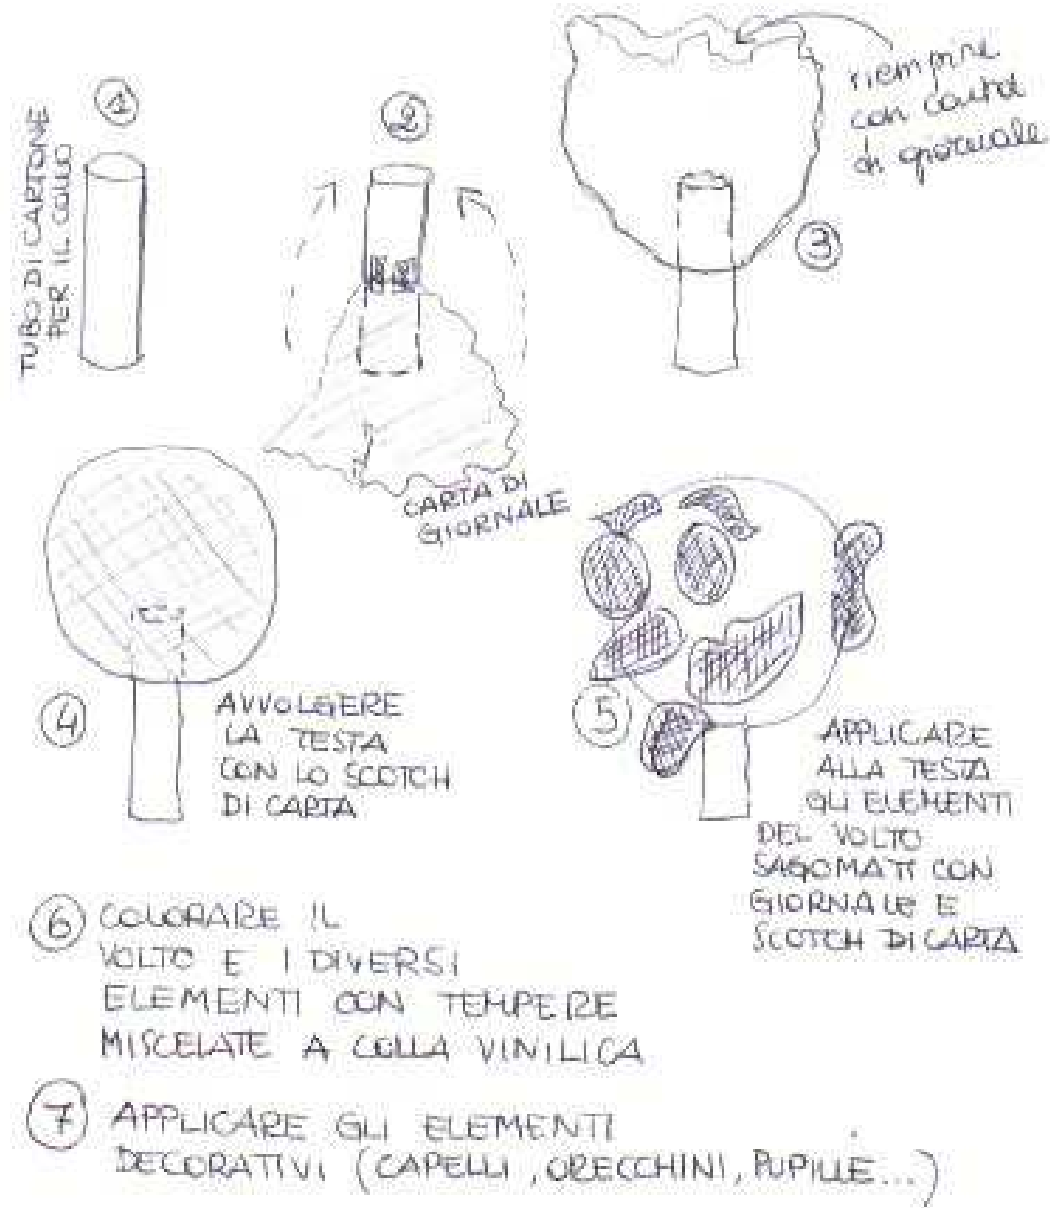 1
TUBO DI CARTONE
PER IL COLLO
2
CARTA DI
GIORNALE
riempire
con carta
di giornale
3
4
AVVOLGERE
LA TESTA
CON LO SCOTCH
DI CARTA
5
APPLICARE
ALLA TESTA
GLI ELEMENTI
DEL VOLTO
SAGOMATI CON
GIORNALE E
SCOTCH DI CARTA
6 COLORARE IL
VOLTO E I DIVERSI
ELEMENTI CON TEMPERE
MISCELATE A COLLA VINILICA
7 APPLICARE GLI ELEMENTI
DECORATIVI (CAPELLI, ORECCHINI, PUPILLE...)